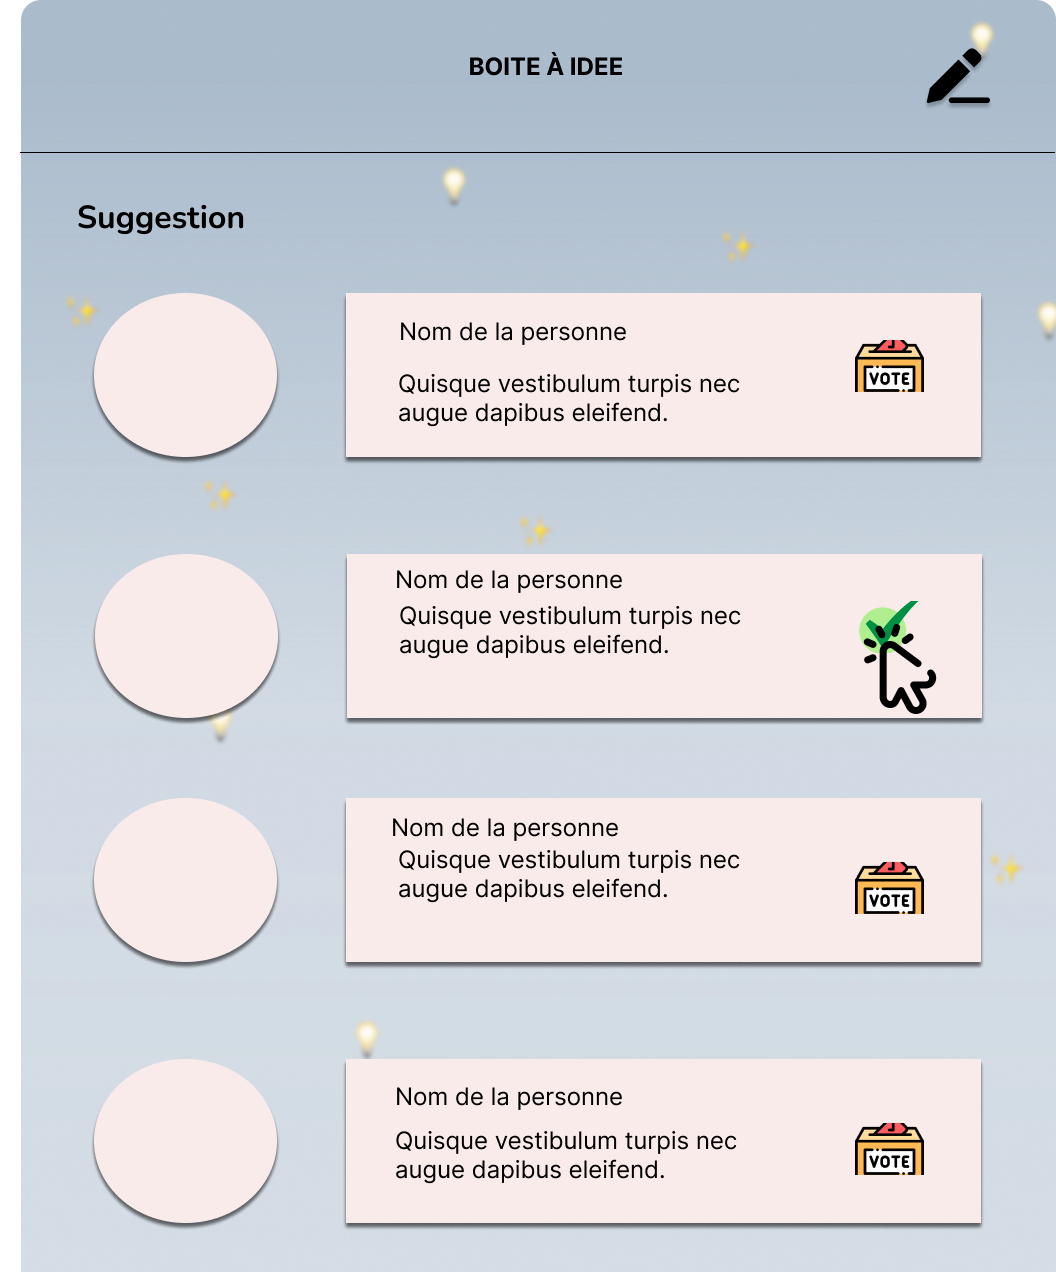 BOITE À IDEE
Suggestion
Nom de la personne
Quisque vestibulum turpis nec
augue dapibus eleifend.
VOTE
Nom de la personne
Quisque vestibulum turpis nec
augue dapibus eleifend.
Nom de la personne
Quisque vestibulum turpis nec
augue dapibus eleifend.
VOTE
Nom de la personne
Quisque vestibulum turpis nec
augue dapibus eleifend.
VOTE